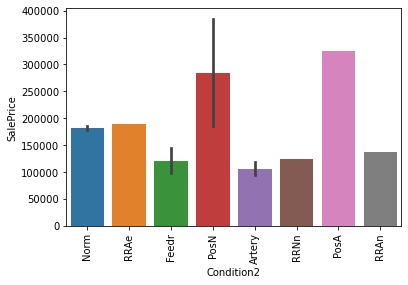 400000
350000
300000
250000
200000
150000
100000
50000
0
SalePrice
Norm
RRAe
Feedr
PosN
Artery
RRNn
PosA
RRAn
Condition2